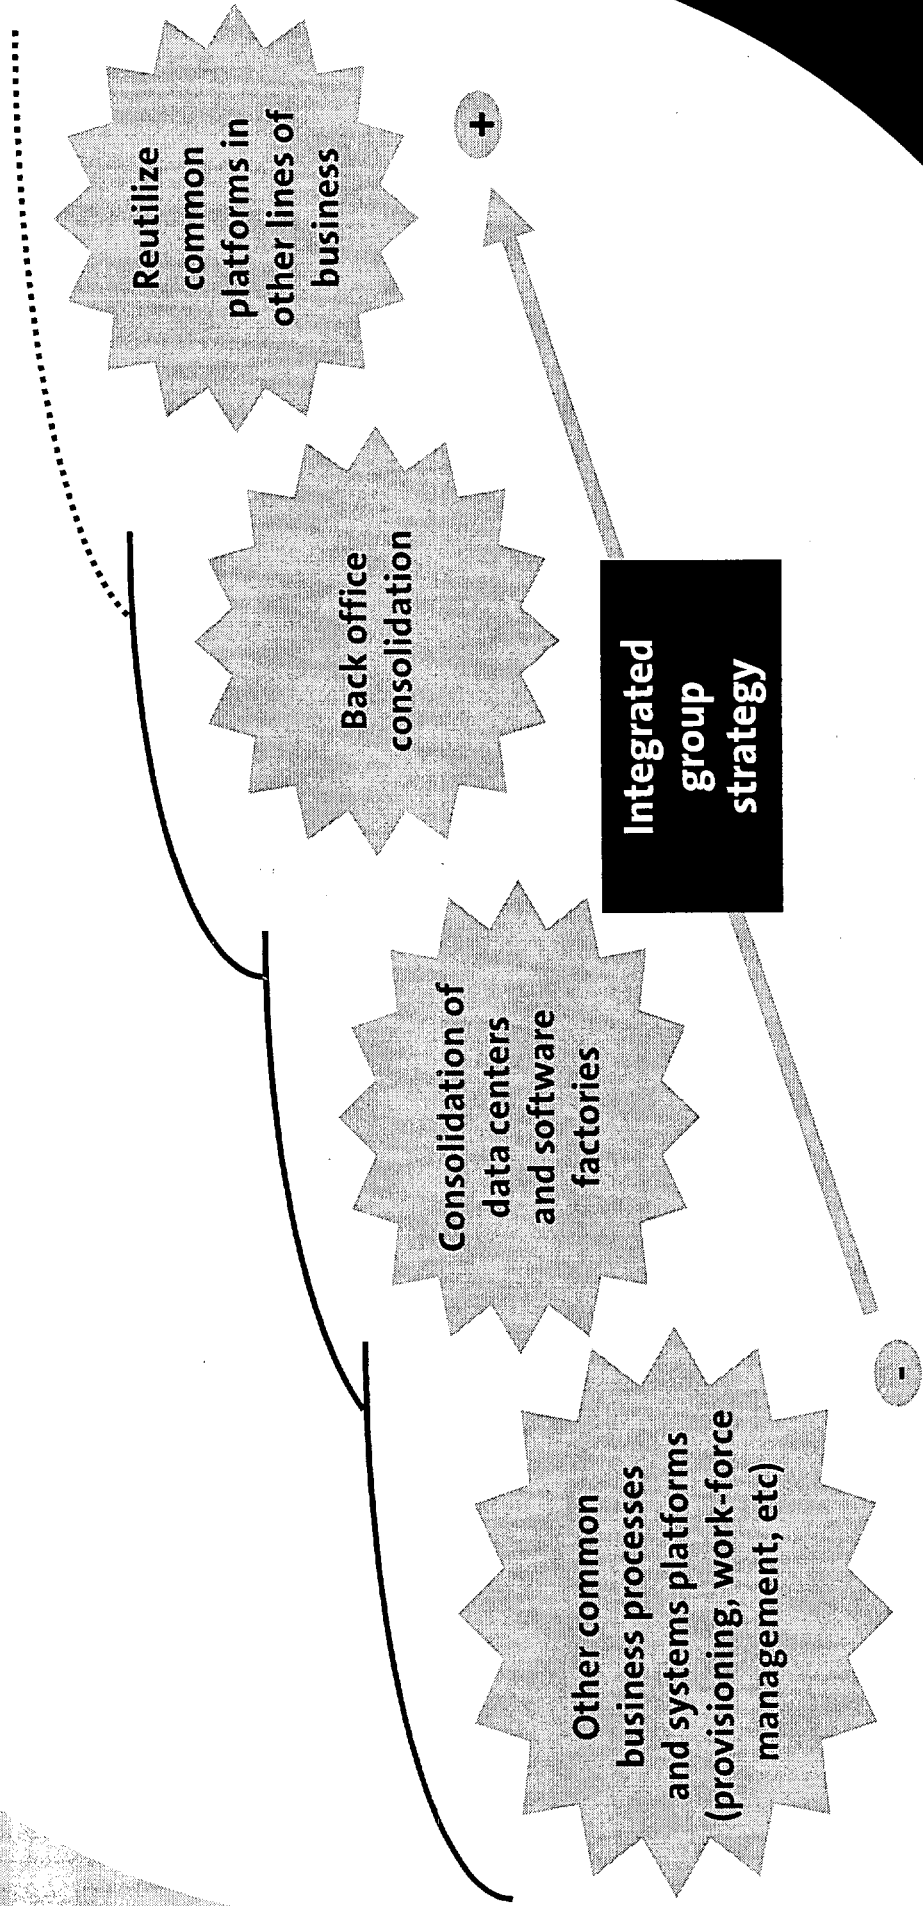 Other common
business processes
and systems platforms
(provisioning, work-force
management, etc)
Consolidation of
data centers
and software
factories
Back office
consolidation
Reutilize
common
platforms in
other lines of
business
-
Integrated
group
strategy
+